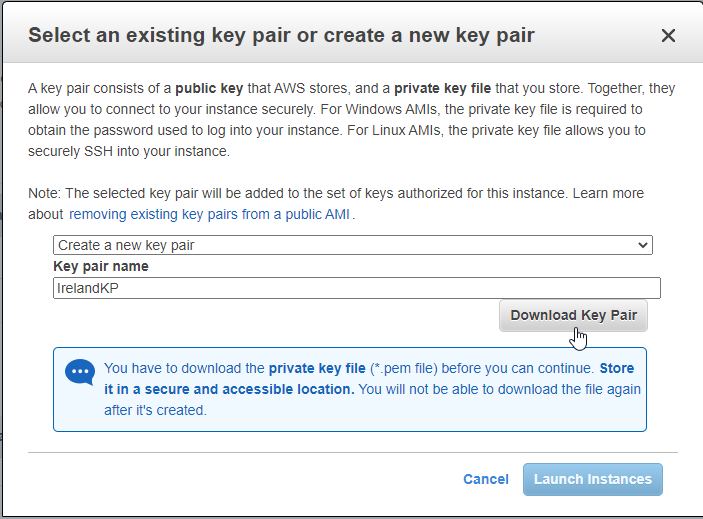 Select an existing key pair or create a new key pair
A key pair consists of a public key that AWS stores, and a private key file that you store. Together, they
allow you to connect to your instance securely. For Windows AMIs, the private key file is required to
obtain the password used to log into your instance. For Linux AMIs, the private key file allows you to
securely SSH into your instance.
Note: The selected key pair will be added to the set of keys authorized for this instance. Learn more
about removing existing key pairs from a public AMI .
Create a new key pair
Key pair name
IrelandKP
Download Key Pair
You have to download the private key file (*.pem file) before you can continue. Store
it in a secure and accessible location. You will not be able to download the file again
after it's created.
Cancel Launch Instances